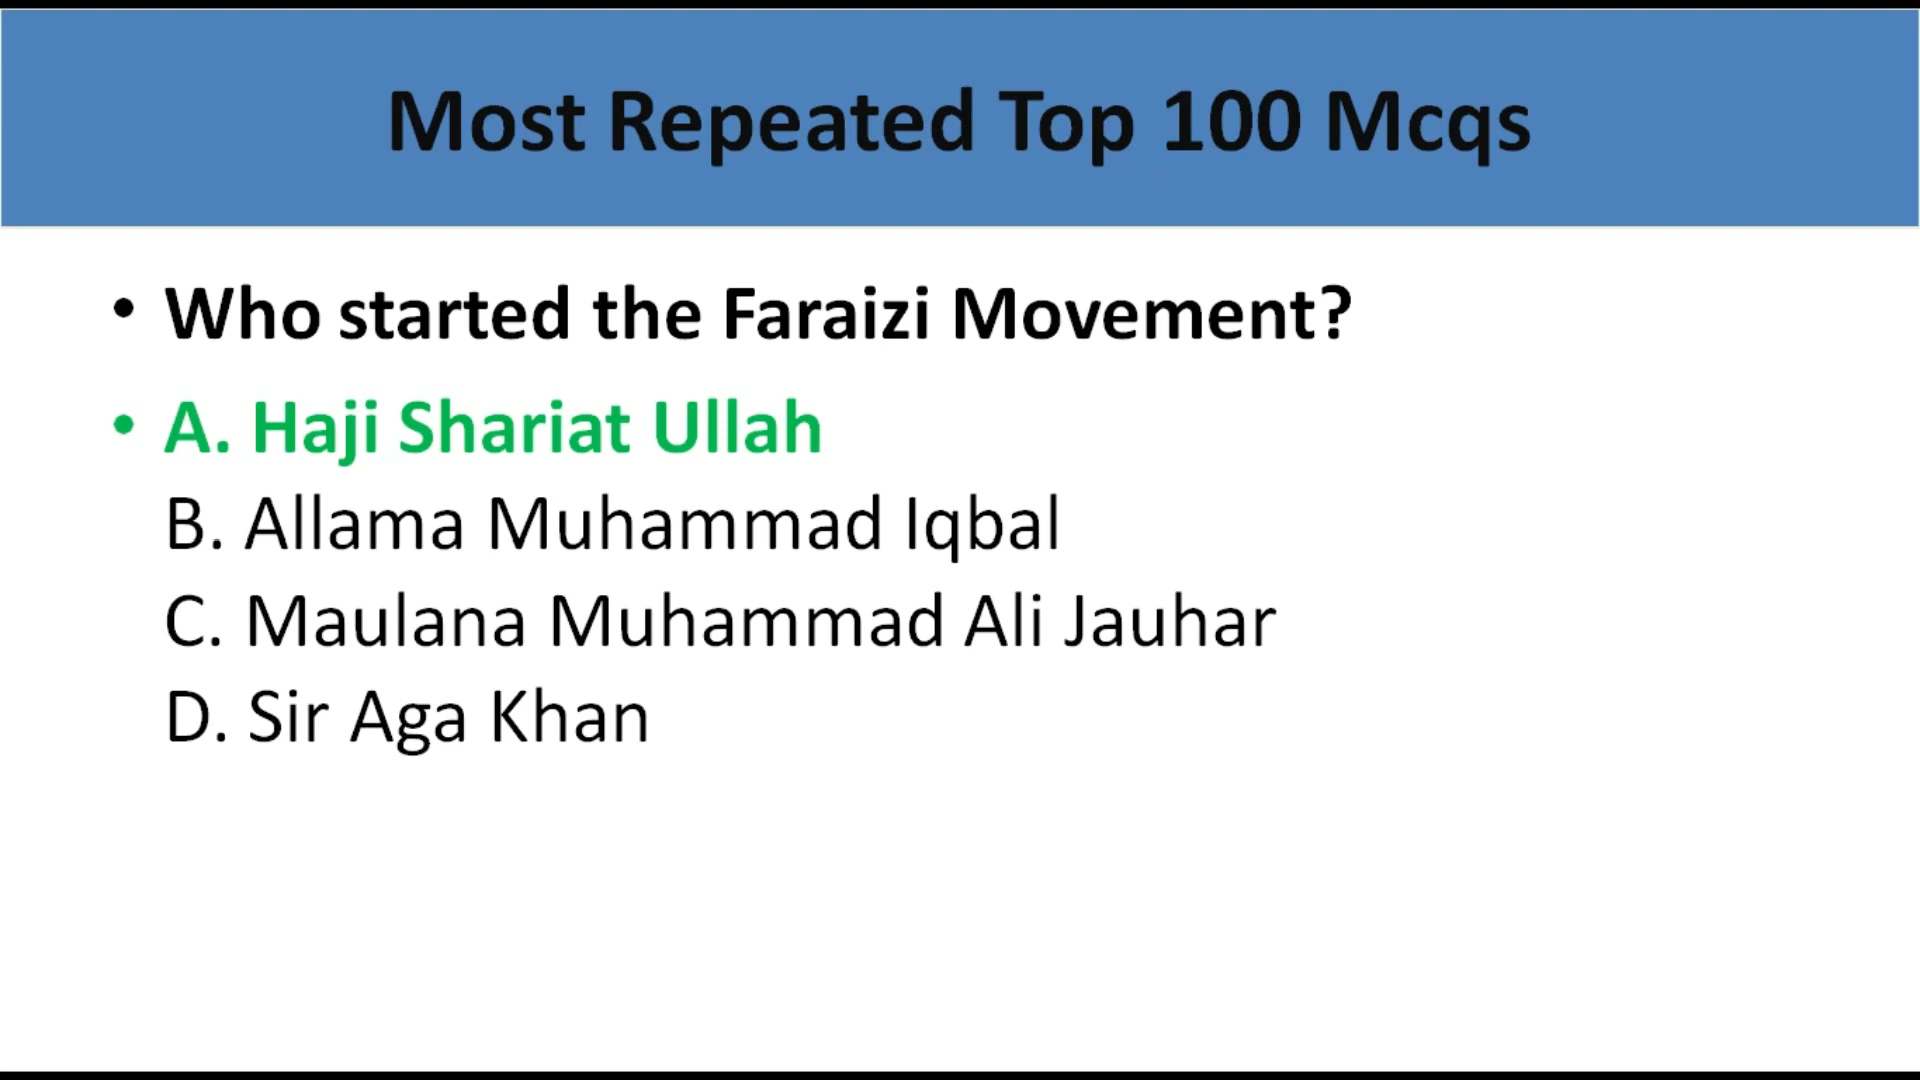 Most Repeated Top 100 Mcqs
• Who started the Faraizi Movement?
• A. Haji Shariat Ullah
B. Allama Muhammad Iqbal
C. Maulana Muhammad Ali Jauhar
D. Sir Aga Khan